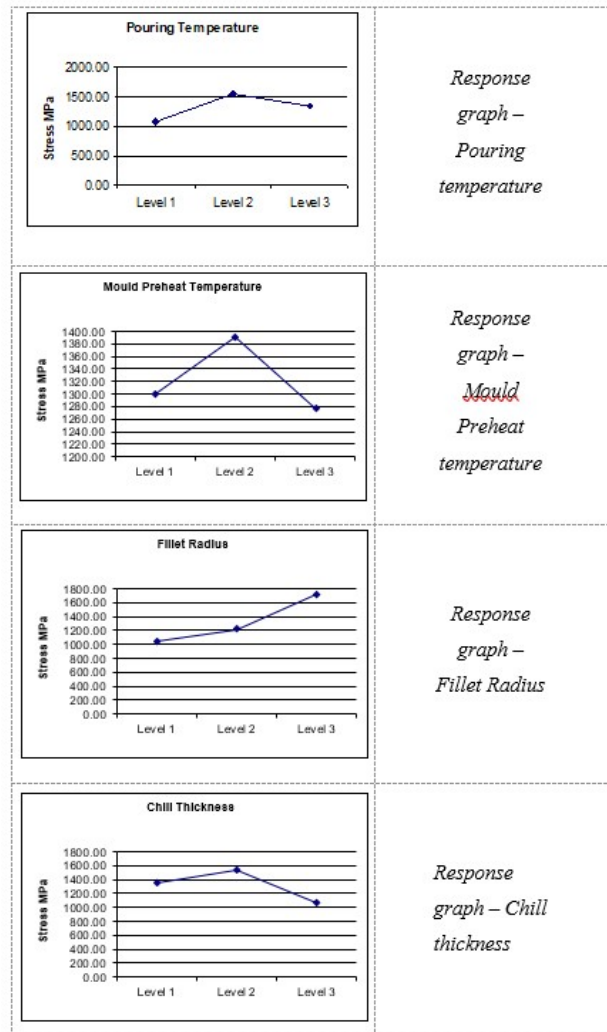 Pouring Temperature
Stress MPa
2000.00
1500.00
1000.00
500.00
0.00
Level 1 Level 2 Level 3
Response
graph –
Pouring
temperature
Mould Preheat Temperature
Stress MPa
1400.00
1380.00
1360.00
1340.00
1320.00
1300.00
1280.00
1260.00
1240.00
1220.00
1200.00
Level 1 Level 2 Level 3
Response
graph –
Mould
Preheat
temperature
Fillet Radius
Stress MPa
1800.00
1600.00
1400.00
1200.00
1000.00
800.00
600.00
400.00
200.00
0.00
Level 1 Level 2 Level 3
Response
graph –
Fillet Radius
Chill Thickness
Stress MPa
1800.00
1600.00
1400.00
1200.00
1000.00
800.00
600.00
400.00
200.00
0.00
Level 1 Level 2 Level 3
Response
graph – Chill
thickness